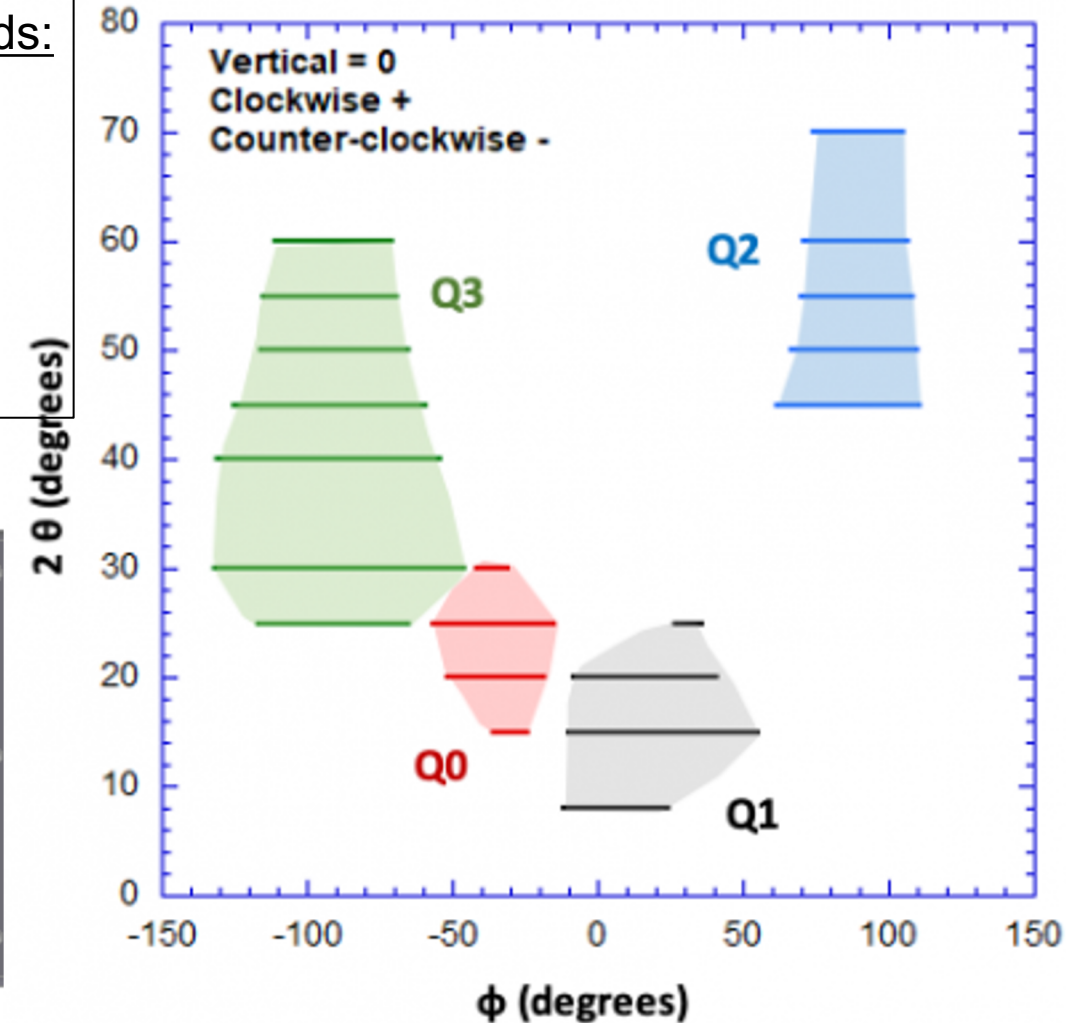 ds:
80
Vertical = 0
Clockwise +
Counter-clockwise -
70
60
Q2
Q3
50
2 θ (degrees)
40
30
20
Q0
10
Q1
0
-150 -100 -50 0 50 100 150
ϕ (degrees)